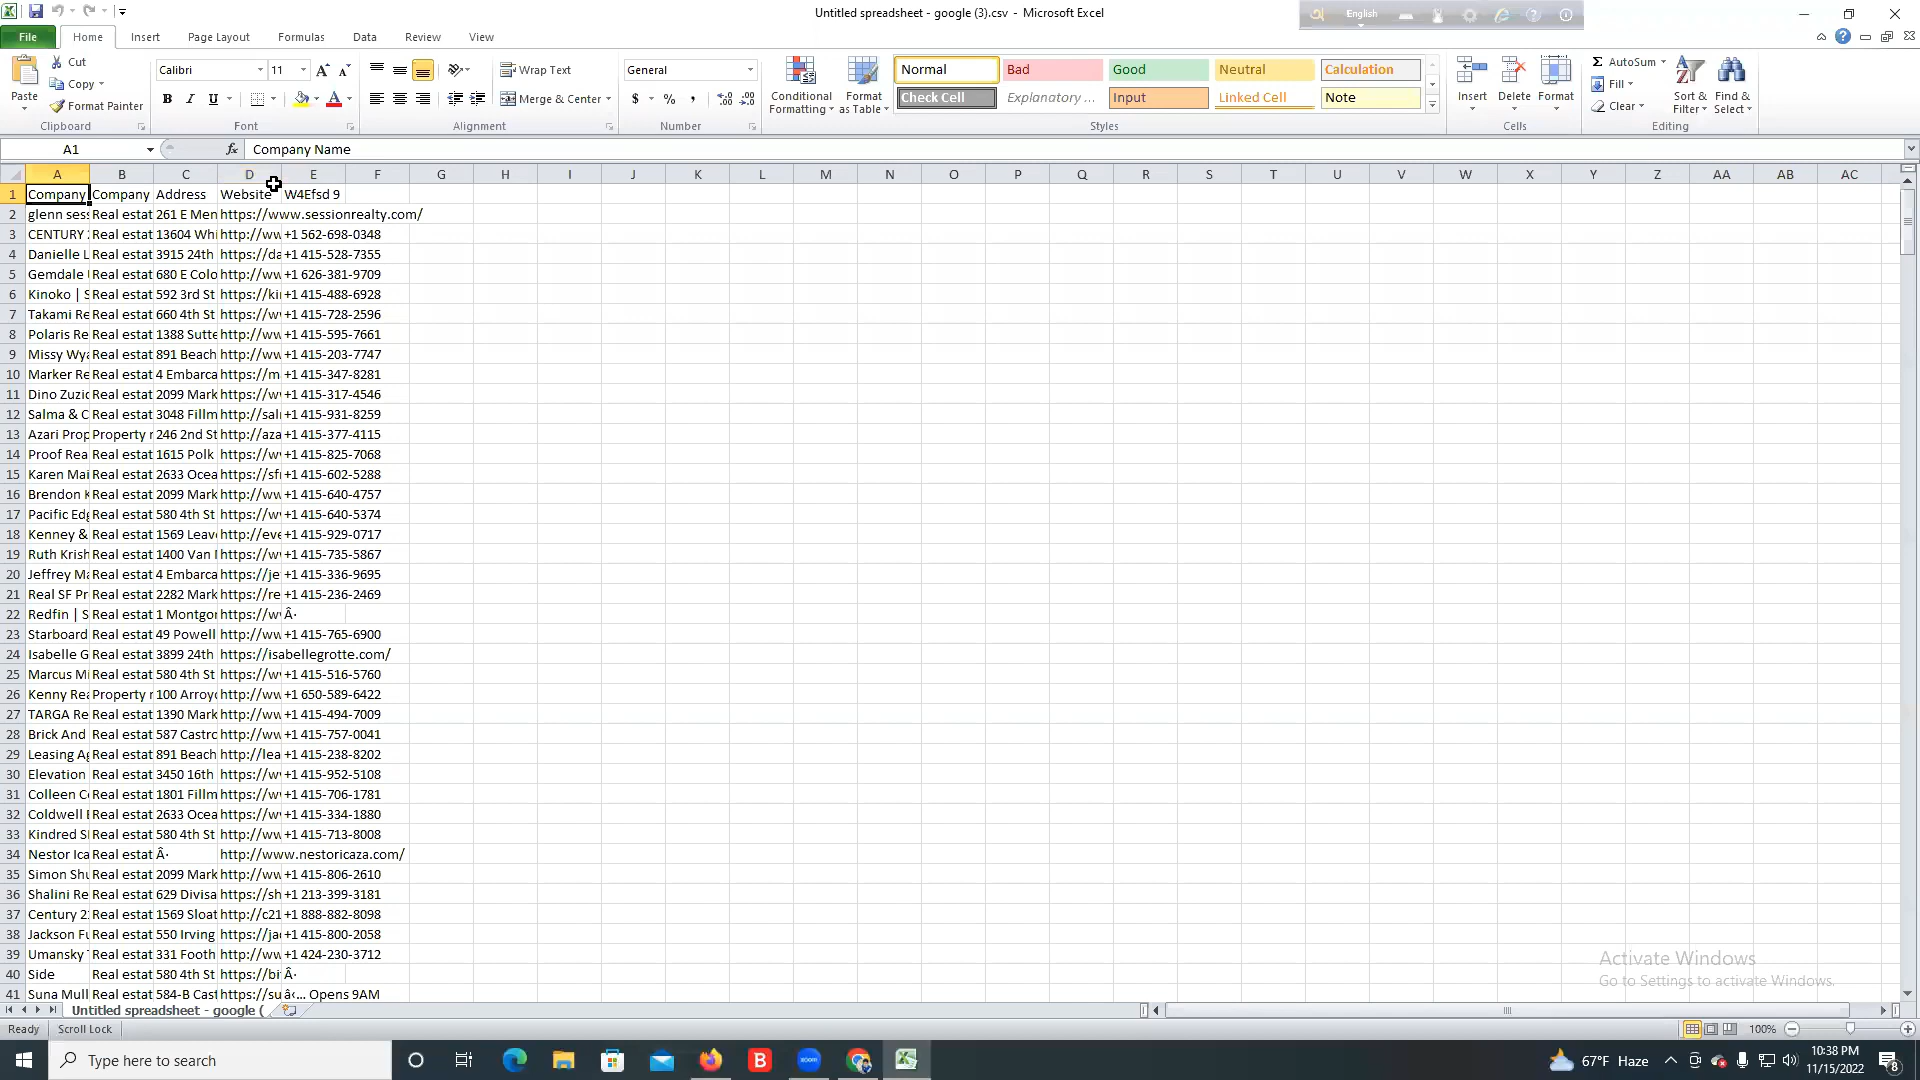 Untitled spreadsheet - google (3).csv - Microsoft Excel
English
File Home Insert Page Layout Formulas Data Review View
Paste Cut Copy Format Painter Clipboard
Calibri 11 B I U Font
Wrap Text Merge & Center Alignment
General $ % , Number
Conditional Formatting Format as Table
Normal Bad Good Neutral Calculation
Check Cell Explanatory ... Input Linked Cell Note
Styles
Insert Delete Format Cells
Σ AutoSum Fill Clear Sort & Filter Find & Select Editing
A1 fx Company Name
A B C D E F G H I J K L M N O P Q R S T U V W X Y Z AA AB AC
1 Company Company Address Website W4Efsd 9
2 glenn sess Real estat 261 E Men https://www.sessionrealty.com/
3 CENTURY 2 Real estat 13604 Whi http://ww +1 562-698-0348
4 Danielle L Real estat 3915 24th https://da +1 415-528-7355
5 Gemdale Real estat 680 E Colo http://ww +1 626-381-9709
6 Kinoko | S Real estat 592 3rd St https://kin +1 415-488-6928
7 Takami Re Real estat 660 4th St http://ww +1 415-728-2596
8 Polaris Re Real estat 1388 Sutte http://ww +1 415-595-7661
9 Missy Wya Real estat 891 Beach http://ww +1 415-203-7747
10 Marker Re Real estat 4 Embarca https://m +1 415-347-8281
11 Dino Zuzic Real estat 2099 Mark https://w +1 415-317-4546
12 Salma & C Real estat 3048 Fillm http://sal +1 415-931-8259
13 Azari Prop Property r 246 2nd St http://aza +1 415-377-4115
14 Proof Rea Real estat 1615 Polk https://w +1 415-825-7068
15 Karen Mai Real estat 2633 Ocea https://sf +1 415-602-5288
16 Brendon K Real estat 2099 Mark http://ww +1 415-640-4757
17 Pacific Edg Real estat 580 4th St https://w +1 415-640-5374
18 Kenney & Real estat 1569 Leav http://eve +1 415-929-0717
19 Ruth Krish Real estat 1400 Van https://w +1 415-735-5867
20 Jeffrey Ma Real estat 4 Embarca https://je +1 415-336-9695
21 Real SF Pr Real estat 2282 Mark https://re +1 415-236-2469
22 Redfin | S Real estat 1 Montgor https://w Â·
23 Starboard Real estat 49 Powell http://ww +1 415-765-6900
24 Isabelle G Real estat 3899 24th https://isabellegrotte.com/
25 Marcus Mi Real estat 580 4th St https://w +1 415-516-5760
26 Kenny Rea Property r 100 Arroyo http://ww +1 650-589-6422
27 TARGA Re Real estat 1390 Mark http://ww +1 415-494-7009
28 Brick And Real estat 587 Castro http://ww +1 415-757-0041
29 Leasing Ag Real estat 891 Beach http://lea +1 415-238-8202
30 Elevation Real estat 3450 16th https://w +1 415-952-5108
31 Colleen Co Real estat 1801 Fillm https://w +1 415-706-1781
32 Coldwell Real estat 2633 Ocea https://w +1 415-334-1880
33 Kindred S Real estat 580 4th St http://ww +1 415-713-8008
34 Nestor Ica Real estat Â· http://www.nestoricaza.com/
35 Simon Shu Real estat 2099 Mark http://ww +1 415-806-2610
36 Shalini Re Real estat 629 Divisa https://sh +1 213-399-3181
37 Century 2 Real estat 1569 Sloat http://c21 +1 888-882-8098
38 Jackson Fu Real estat 550 Irving https://ja +1 415-800-2058
39 Umansky Real estat 331 Footh http://ww +1 424-230-3712
40 Side Real estat 580 4th St https://bi Â·
41 Suna Mull Real estat 584-B Cast https://su â‹… Opens 9AM
Activate Windows
Go to Settings to activate Windows.
Untitled spreadsheet - google (
Ready Scroll Lock 100%
Type here to search B zoom 67°F Haze 10:38 PM
11/15/2022 8